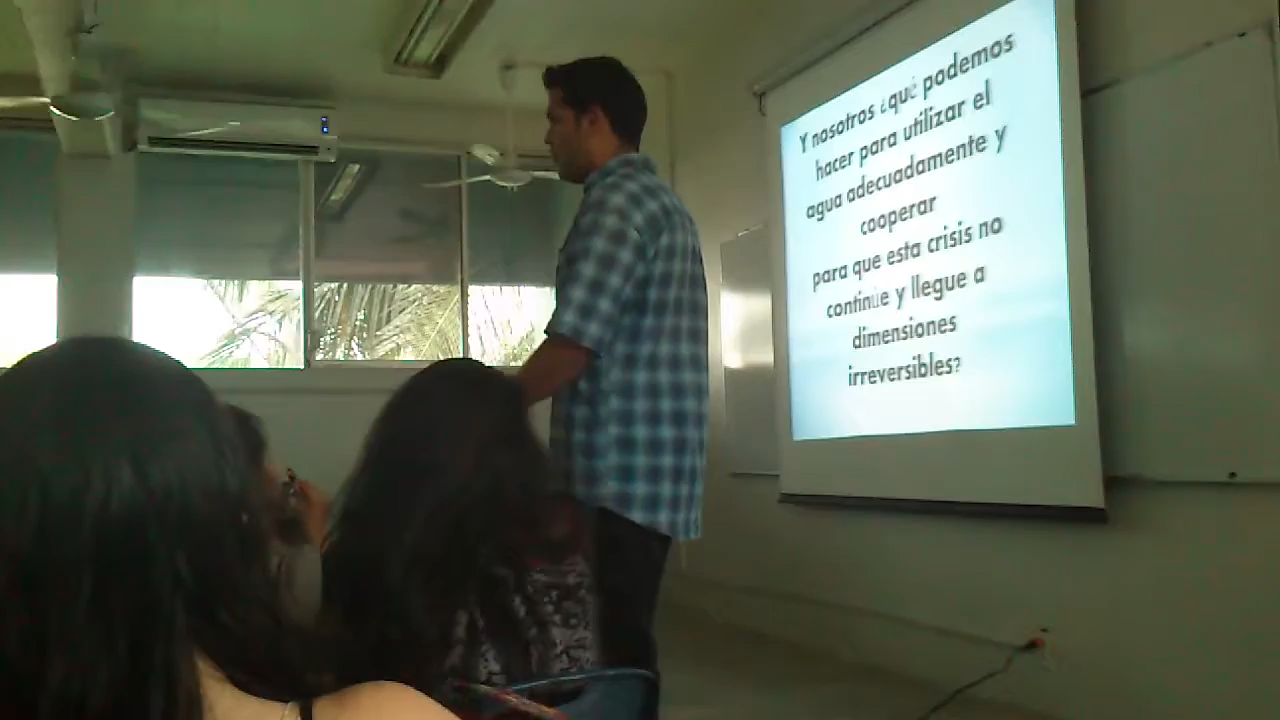 Y nosotros ¿qué podemos
hacer para utilizar el
agua adecuadamente y
cooperar
para que esta crisis no
continúe y llegue a
dimensiones
irreversibles?